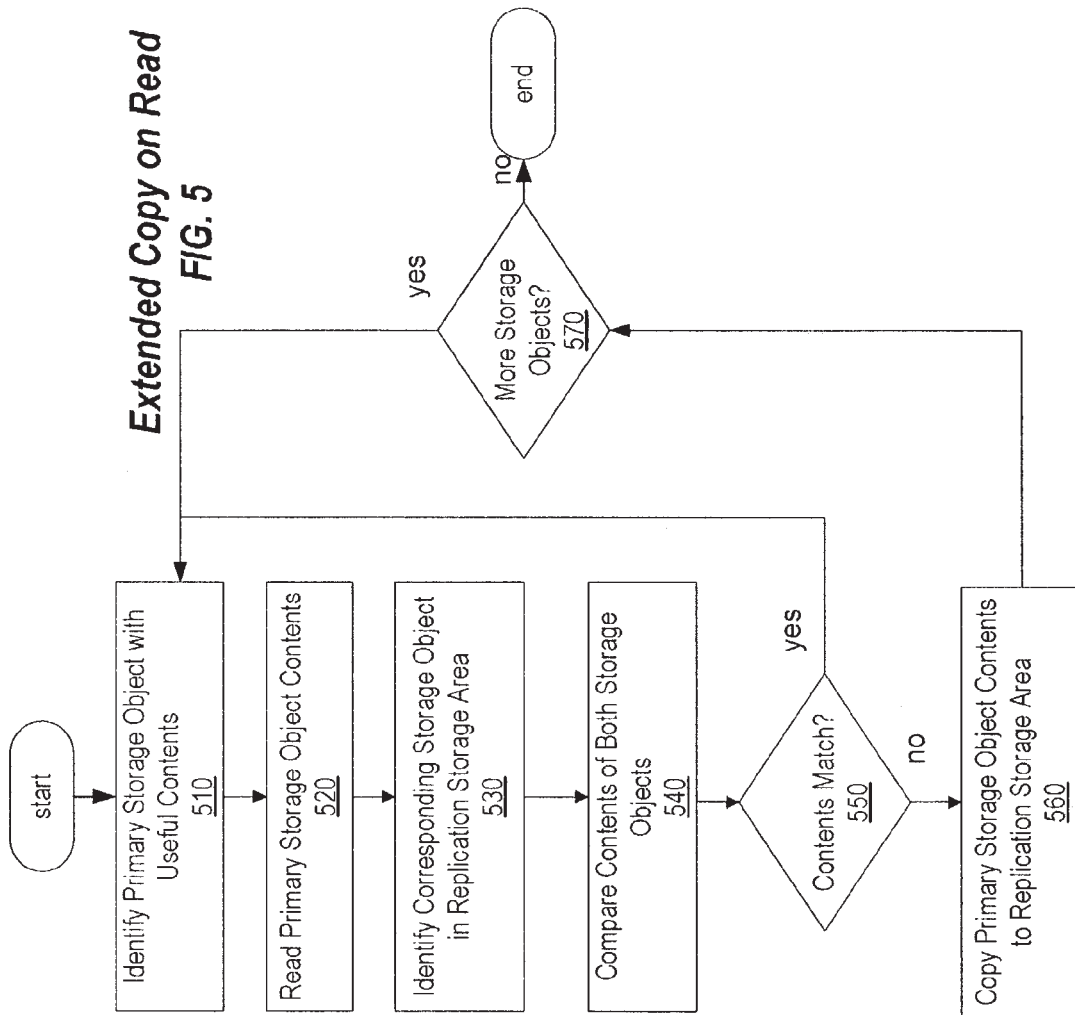 Extended Copy on Read
FIG. 5
start
Identify Primary Storage Object with
Useful Contents
510
Read Primary Storage Object Contents
520
Identify Corresponding Storage Object
in Replication Storage Area
530
Compare Contents of Both Storage
Objects
540
Contents Match?
550
yes
no
Copy Primary Storage Object Contents
to Replication Storage Area
560
More Storage
Objects?
570
yes
no
end